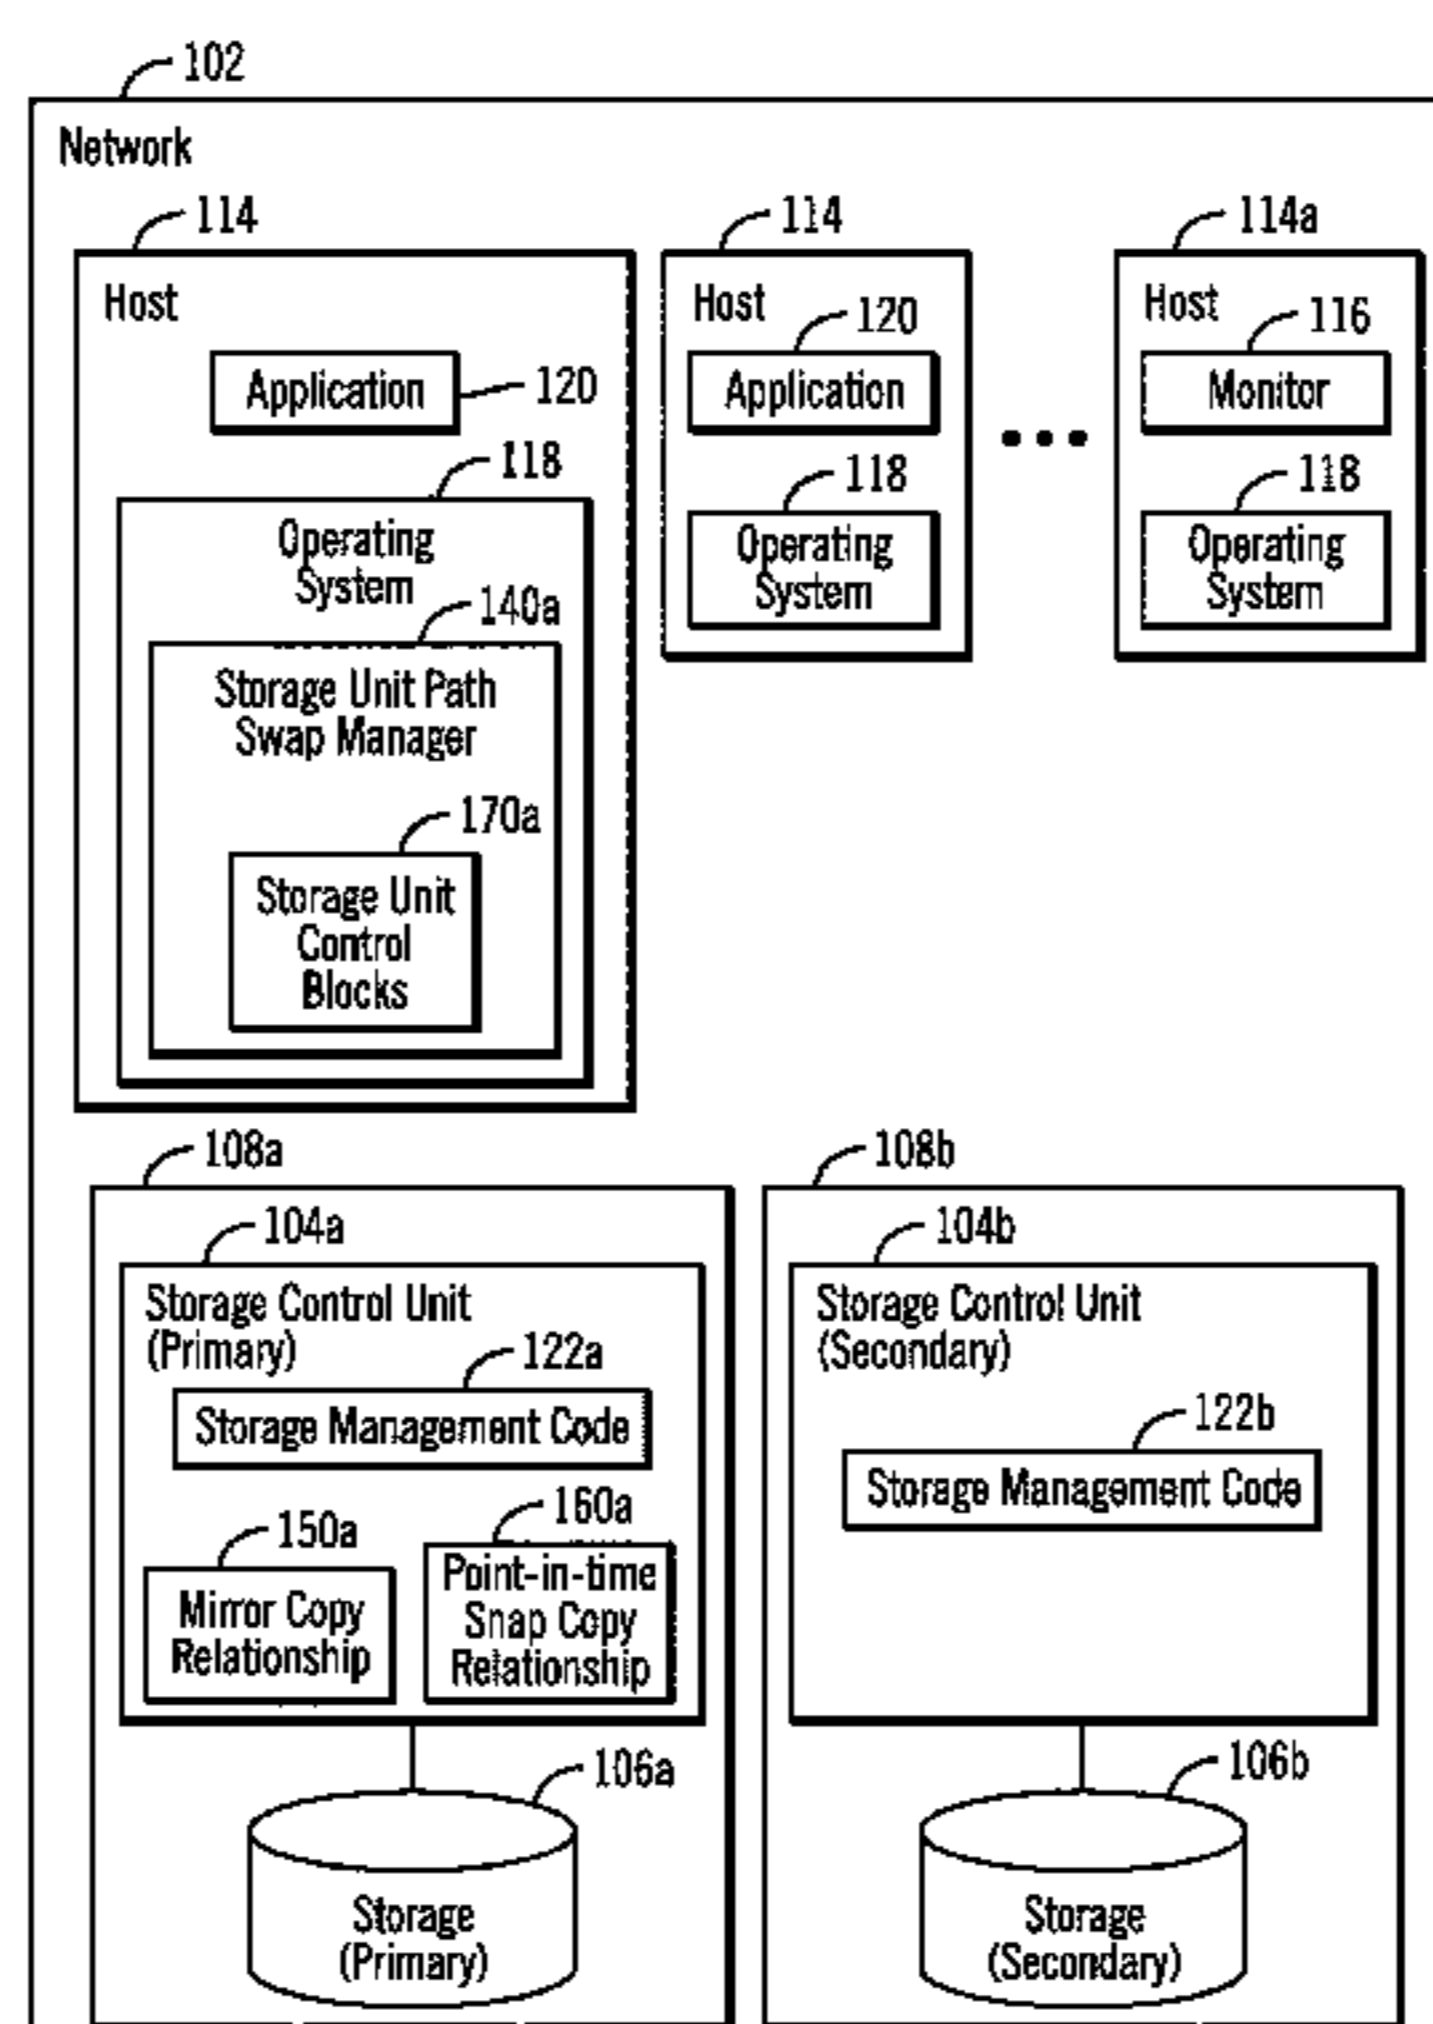 102
Network
114
Host
Application
120
118
Operating
System
140a
Storage Unit Path
Swap Manager
170a
Storage Unit
Control
Blocks
114
Host
120
Application
118
Operating
System
114a
Host
116
Monitor
118
Operating
System
108a
104a
Storage Control Unit
(Primary)
122a
Storage Management Code
150a
Mirror Copy
Relationship
160a
Point-in-time
Snap Copy
Relationship
106a
Storage
(Primary)
108b
104b
Storage Control Unit
(Secondary)
122b
Storage Management Code
106b
Storage
(Secondary)